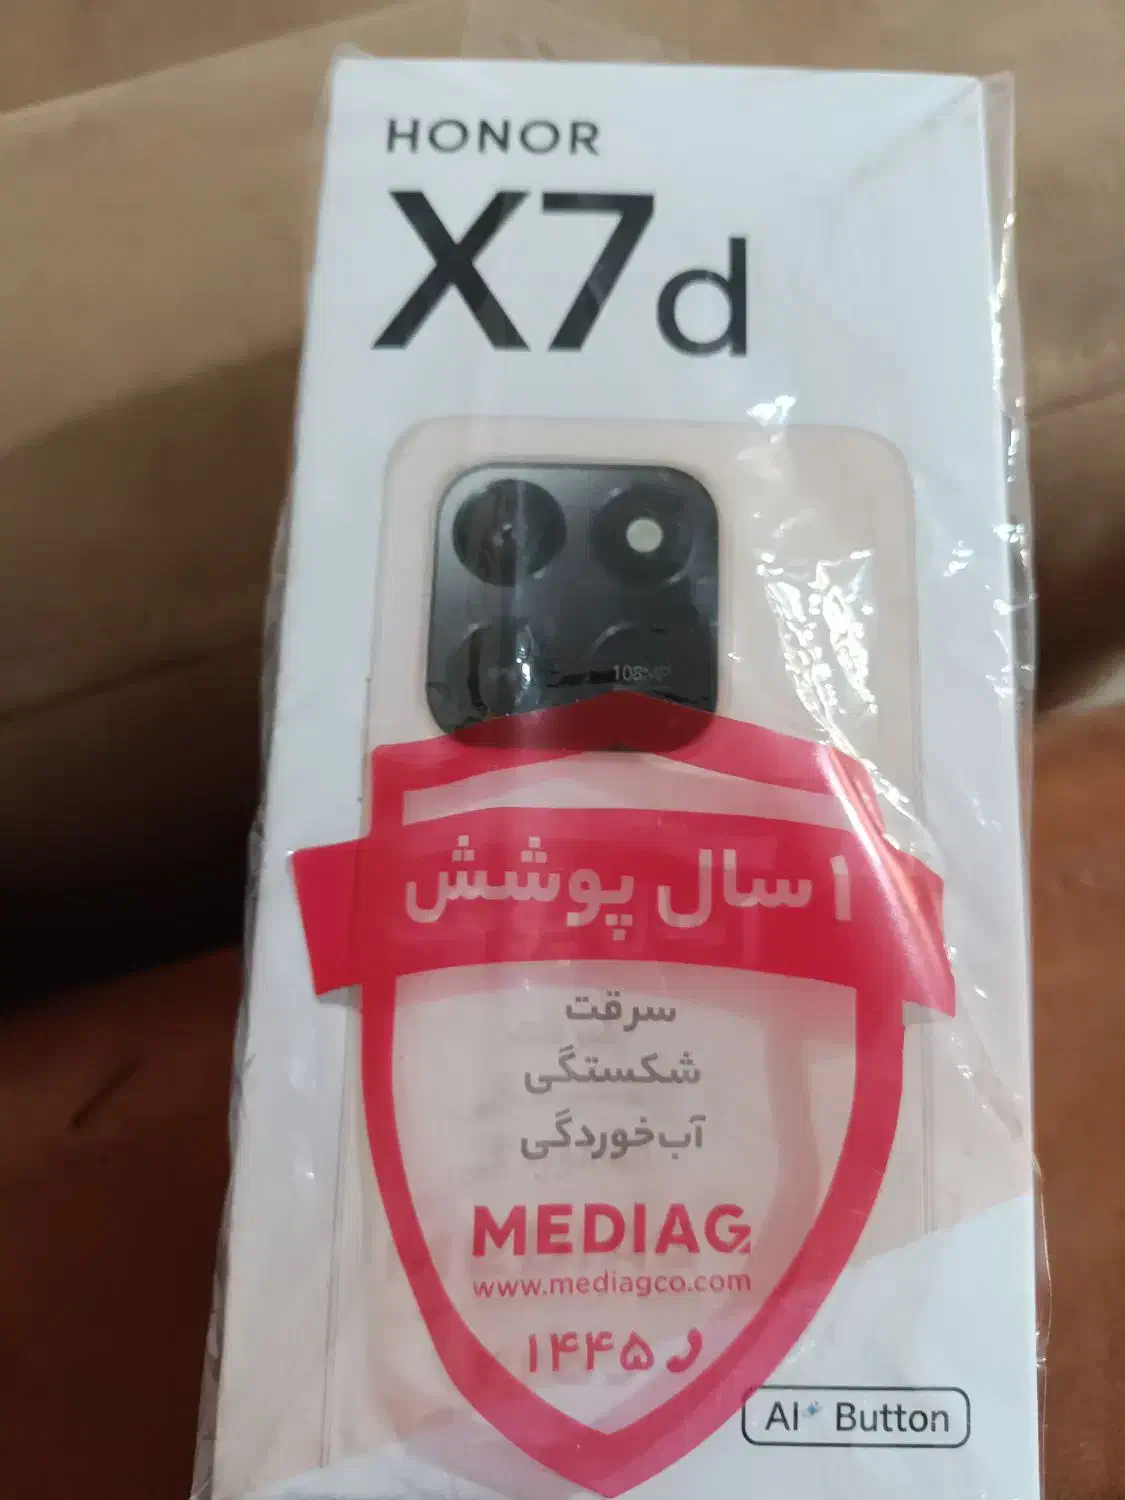 HONOR
X7d
108MP
۱ سال پوشش
سرقت
شکستگی
آب‌خوردگی
MEDIAG
www.mediagco.com
۱۴۴۵
AI Button